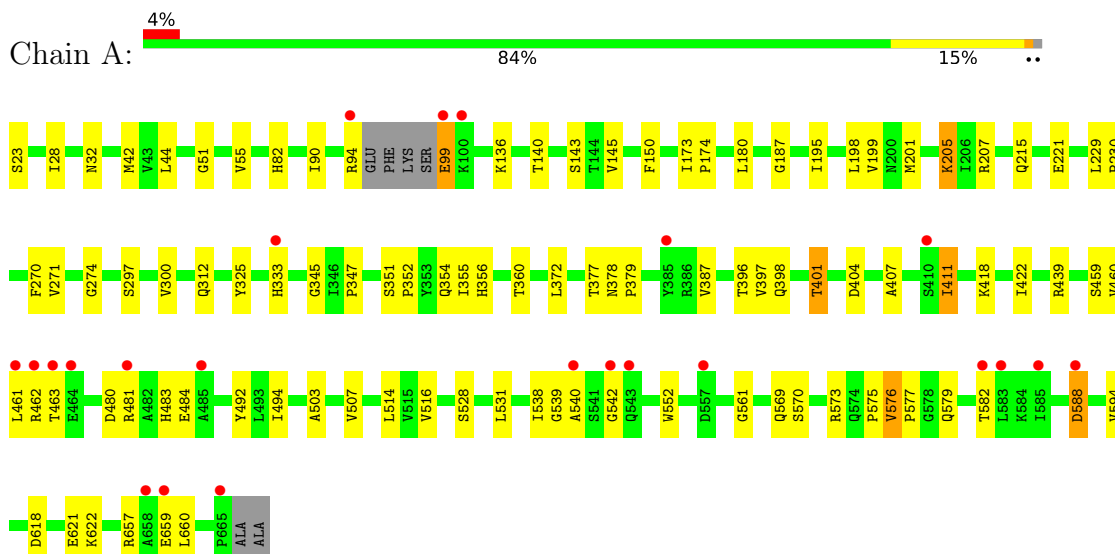 4%
Chain A:
84% 15% ••
S23 I28 N32 M42 V43 L44 G51 V55 H82 I90 R94 GLU PHE LYS SER E99 K100 K136 T140 S143 T144 V145 F150 I173 P174 L180 G187 I195 L198 V199 N200 M201 K205 I206 R207 Q215 E221 L229
F270 V271 G274 S297 V300 Q312 Y325 H333 G345 I346 P347 S351 P352 Y353 Q354 I355 H356 T360 L372 T377 N378 P379 Y385 R386 V387 T396 V397 Q398 T401 D404 A407 S410 I411 K418 I422 R439 S459
L461 R462 T463 E464 D480 R481 A482 H483 E484 A485 Y492 L493 I494 A503 V507 L514 V515 V516 S528 L531 I538 G539 A540 S541 G542 Q543 W552 D557 G561 Q569 S570 R573 Q574 P575 V576 P577 G578 Q579 T582 L583 K584 I585 D588
D618 E621 K622 R657 A658 E659 L660 P665 ALA ALA